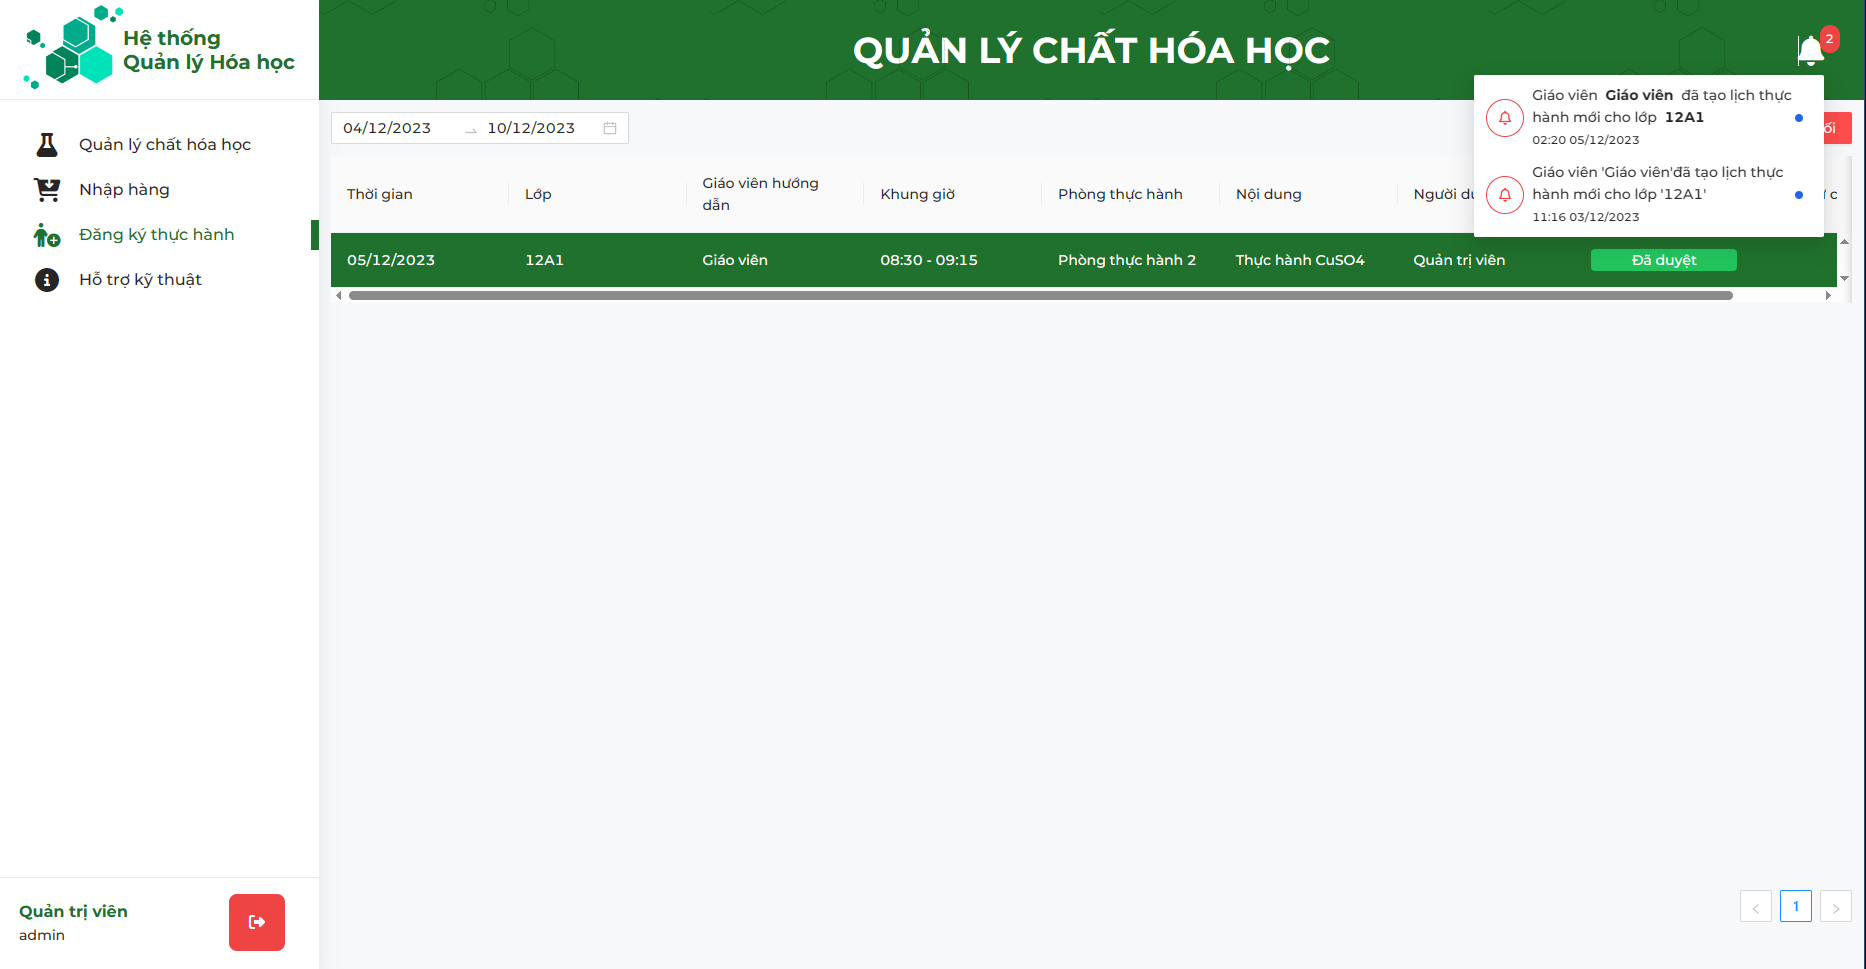 Hệ thống
Quản lý Hóa học
QUẢN LÝ CHẤT HÓA HỌC
2
Giáo viên Giáo viên đã tạo lịch thực
hành mới cho lớp 12A1
02:20 05/12/2023
Giáo viên 'Giáo viên'đã tạo lịch thực
hành mới cho lớp '12A1'
11:16 03/12/2023
Quản lý chất hóa học
Nhập hàng
Đăng ký thực hành
Hỗ trợ kỹ thuật
04/12/2023 10/12/2023
Thời gian Lớp Giáo viên hướng dẫn Khung giờ Phòng thực hành Nội dung Người
05/12/2023 12A1 Giáo viên 08:30 - 09:15 Phòng thực hành 2 Thực hành CuSO4 Quản trị viên Đã duyệt
1
Quản trị viên
admin